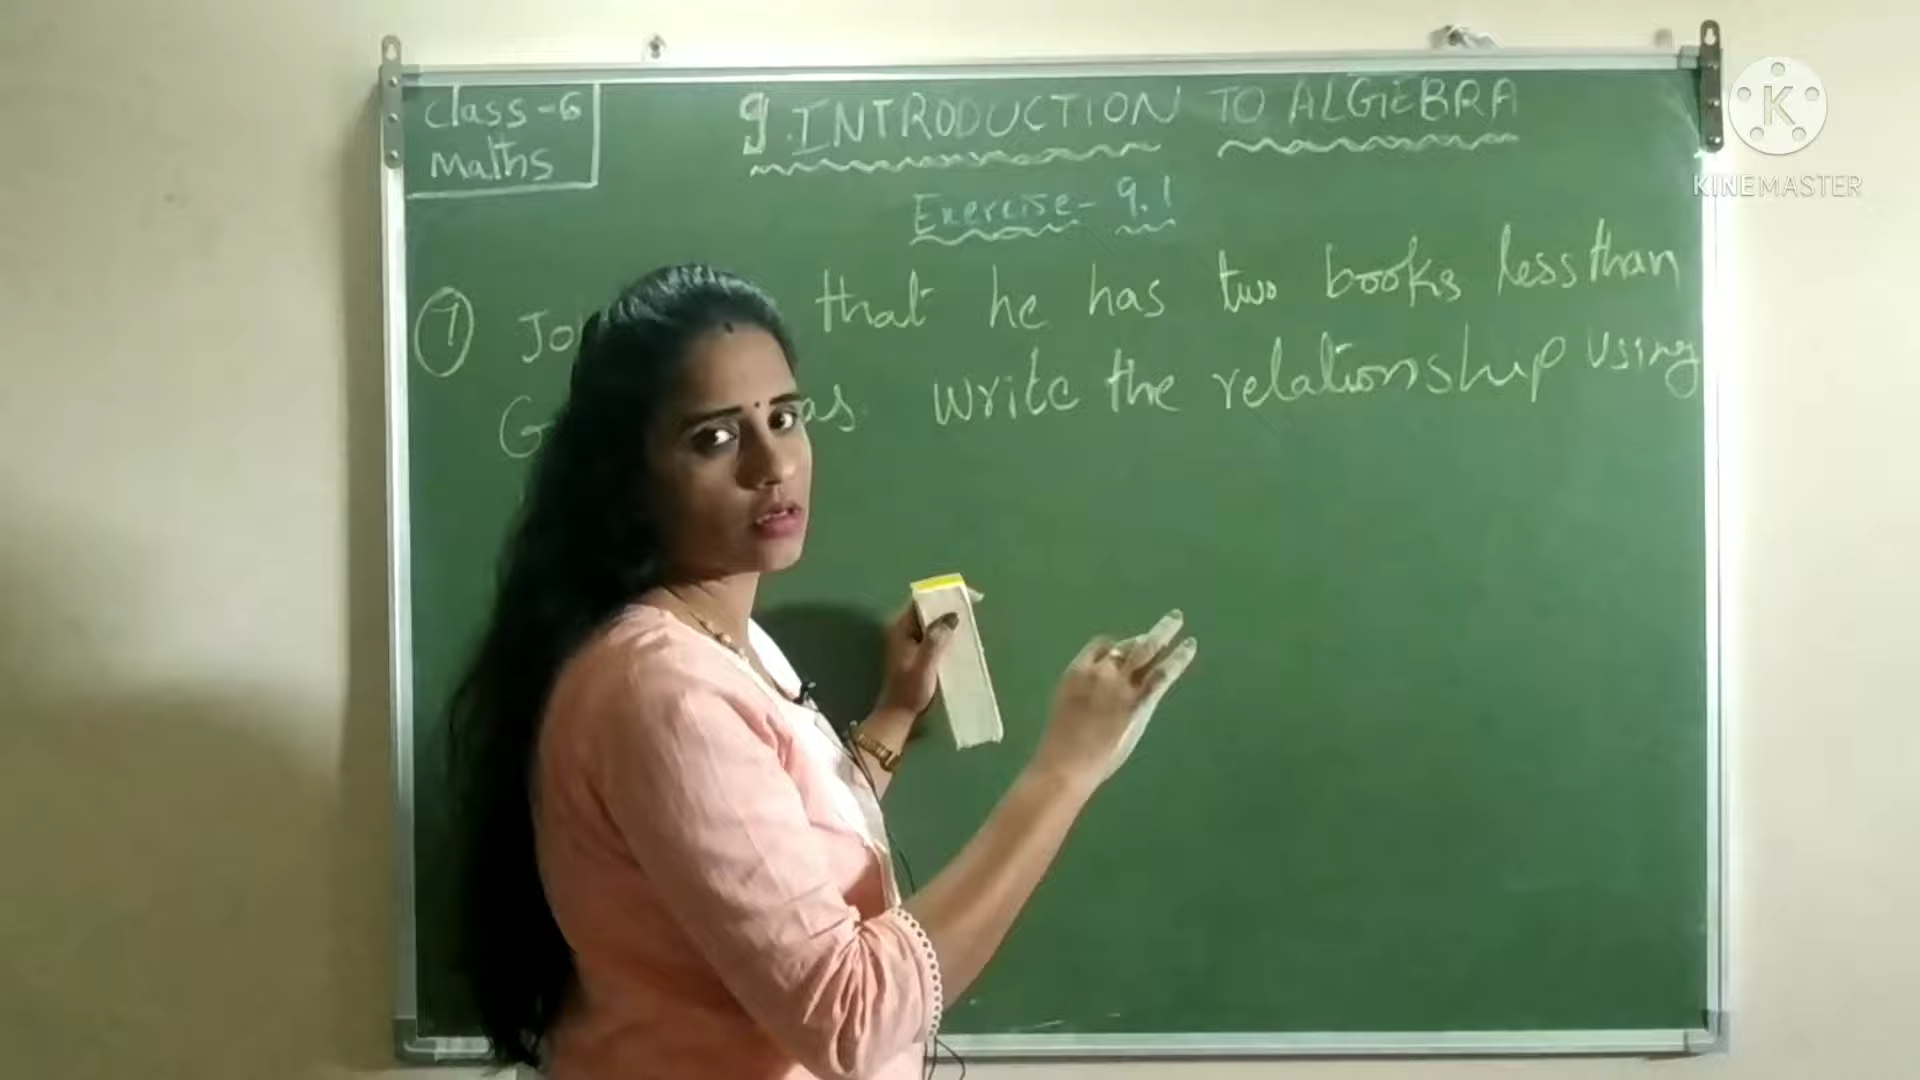 Class - 6
Maths
9. INTRODUCTION TO ALGEBRA
Exercise - 9.1
7 that he has two books less than
write the relationship using
K
KINEMASTER